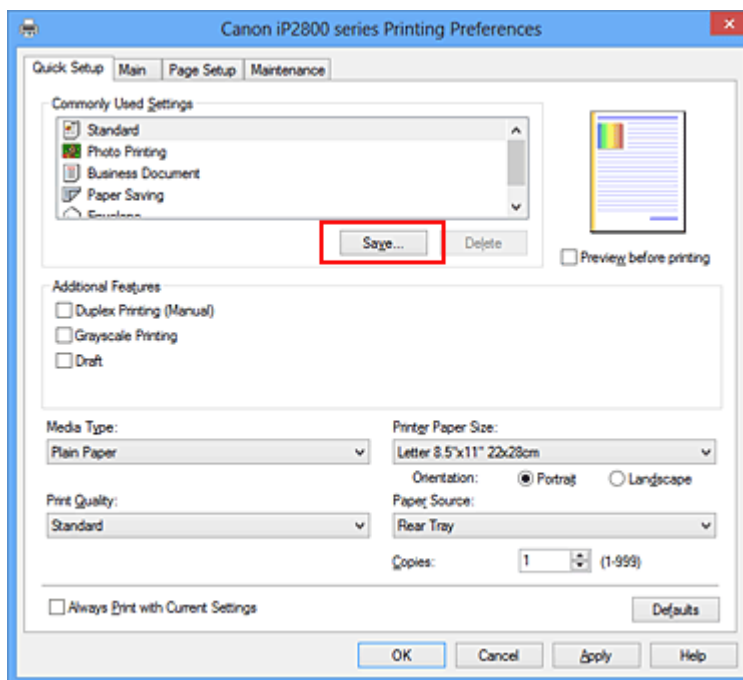 Canon iP2800 series Printing Preferences
Quick Setup Main Page Setup Maintenance
Commonly Used Settings
Standard
Photo Printing
Business Document
Paper Saving
Envelope
Save... Delete
Preview before printing
Additional Features
Duplex Printing (Manual)
Grayscale Printing
Draft
Media Type: Printer Paper Size:
Plain Paper Letter 8.5"x11" 22x28cm
Orientation: Portrait Landscape
Print Quality: Paper Source:
Standard Rear Tray
Copies: 1 (1-999)
Always Print with Current Settings Defaults
OK Cancel Apply Help